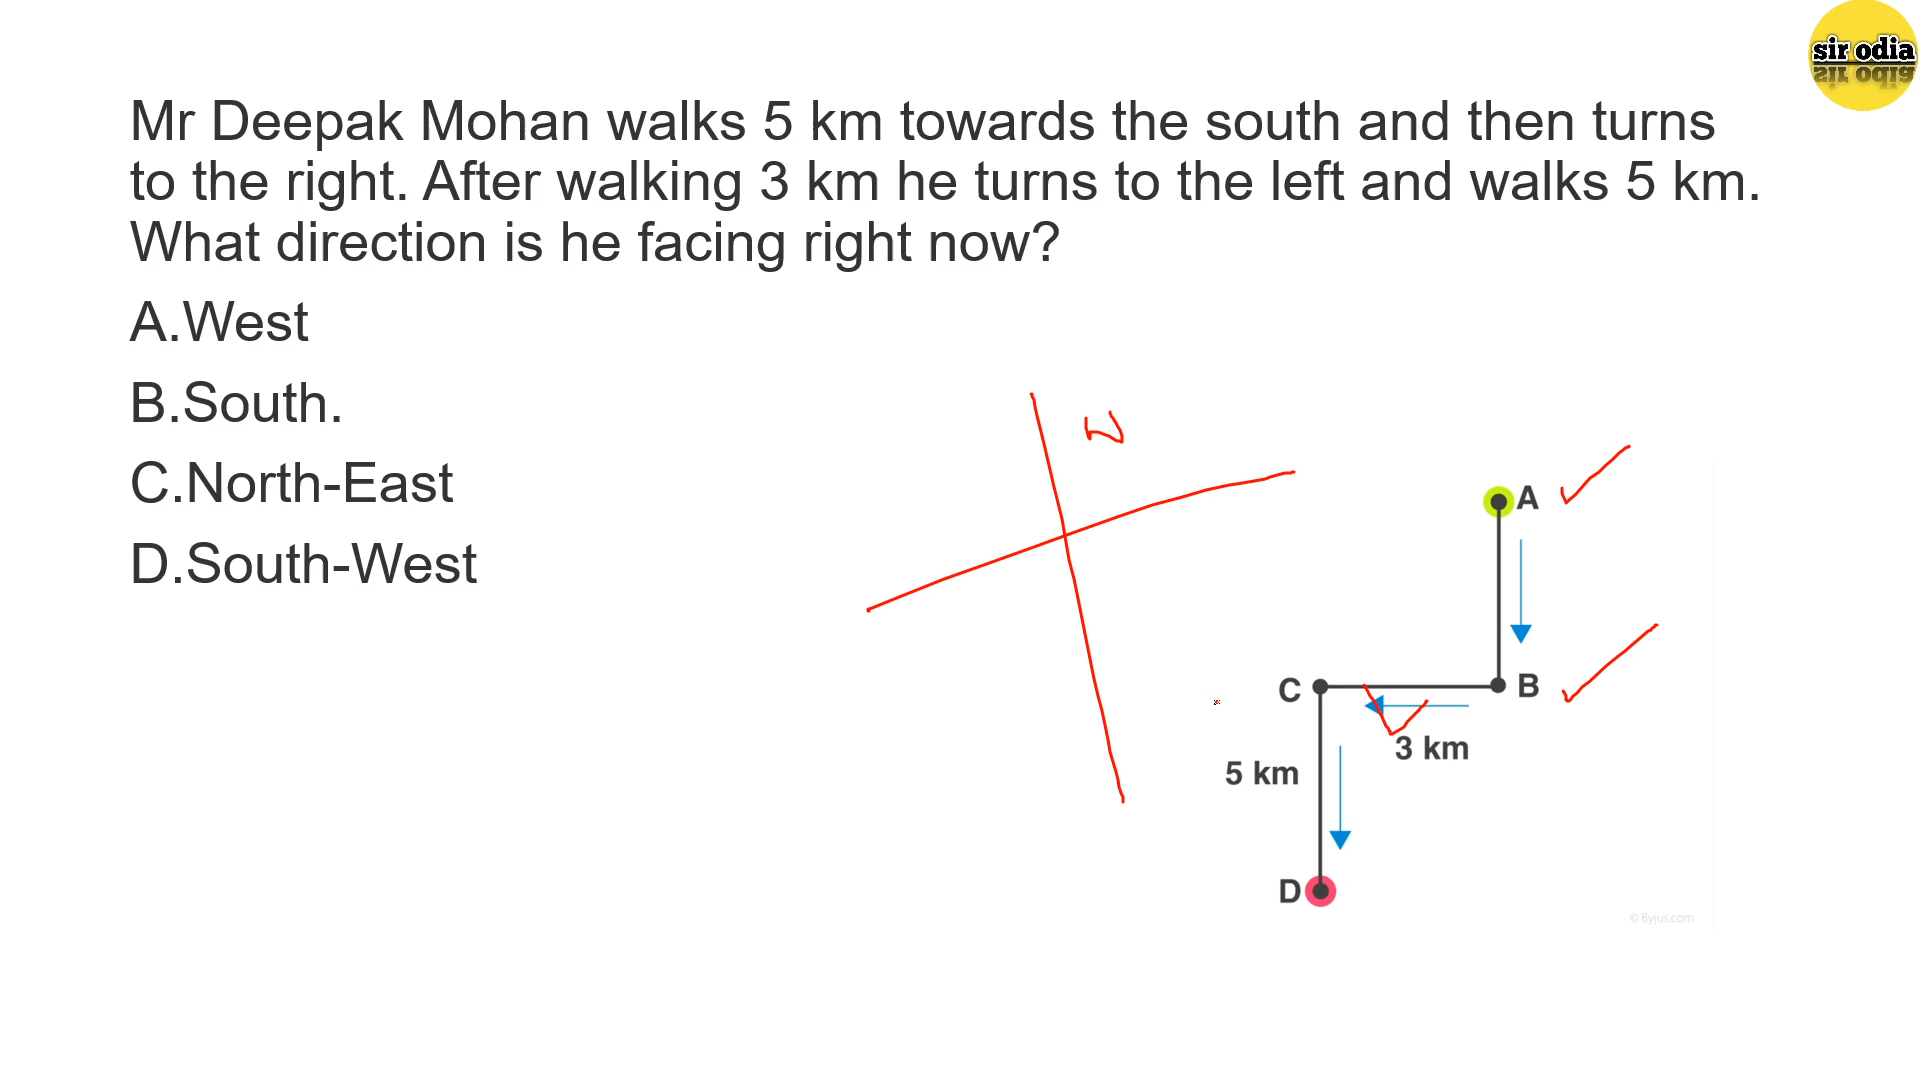 sir odia
Mr Deepak Mohan walks 5 km towards the south and then turns
to the right. After walking 3 km he turns to the left and walks 5 km.
What direction is he facing right now?
A.West
B.South.
C.North-East
D.South-West
N
A
C
B
3 km
5 km
D
© Byjus.com